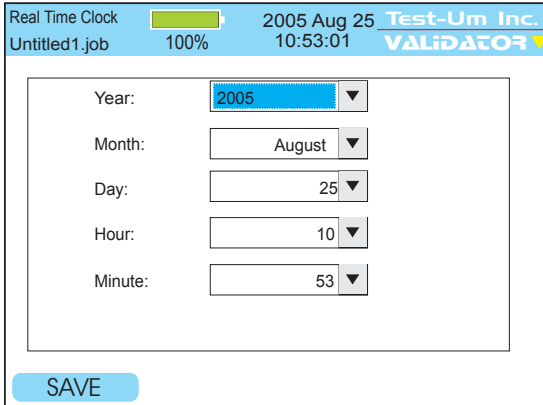 Real Time Clock 2005 Aug 25 Test-Um Inc.
Untitled1.job 100% 10:53:01 VALiDATOR
Year: 2005
Month: August
Day: 25
Hour: 10
Minute: 53
SAVE